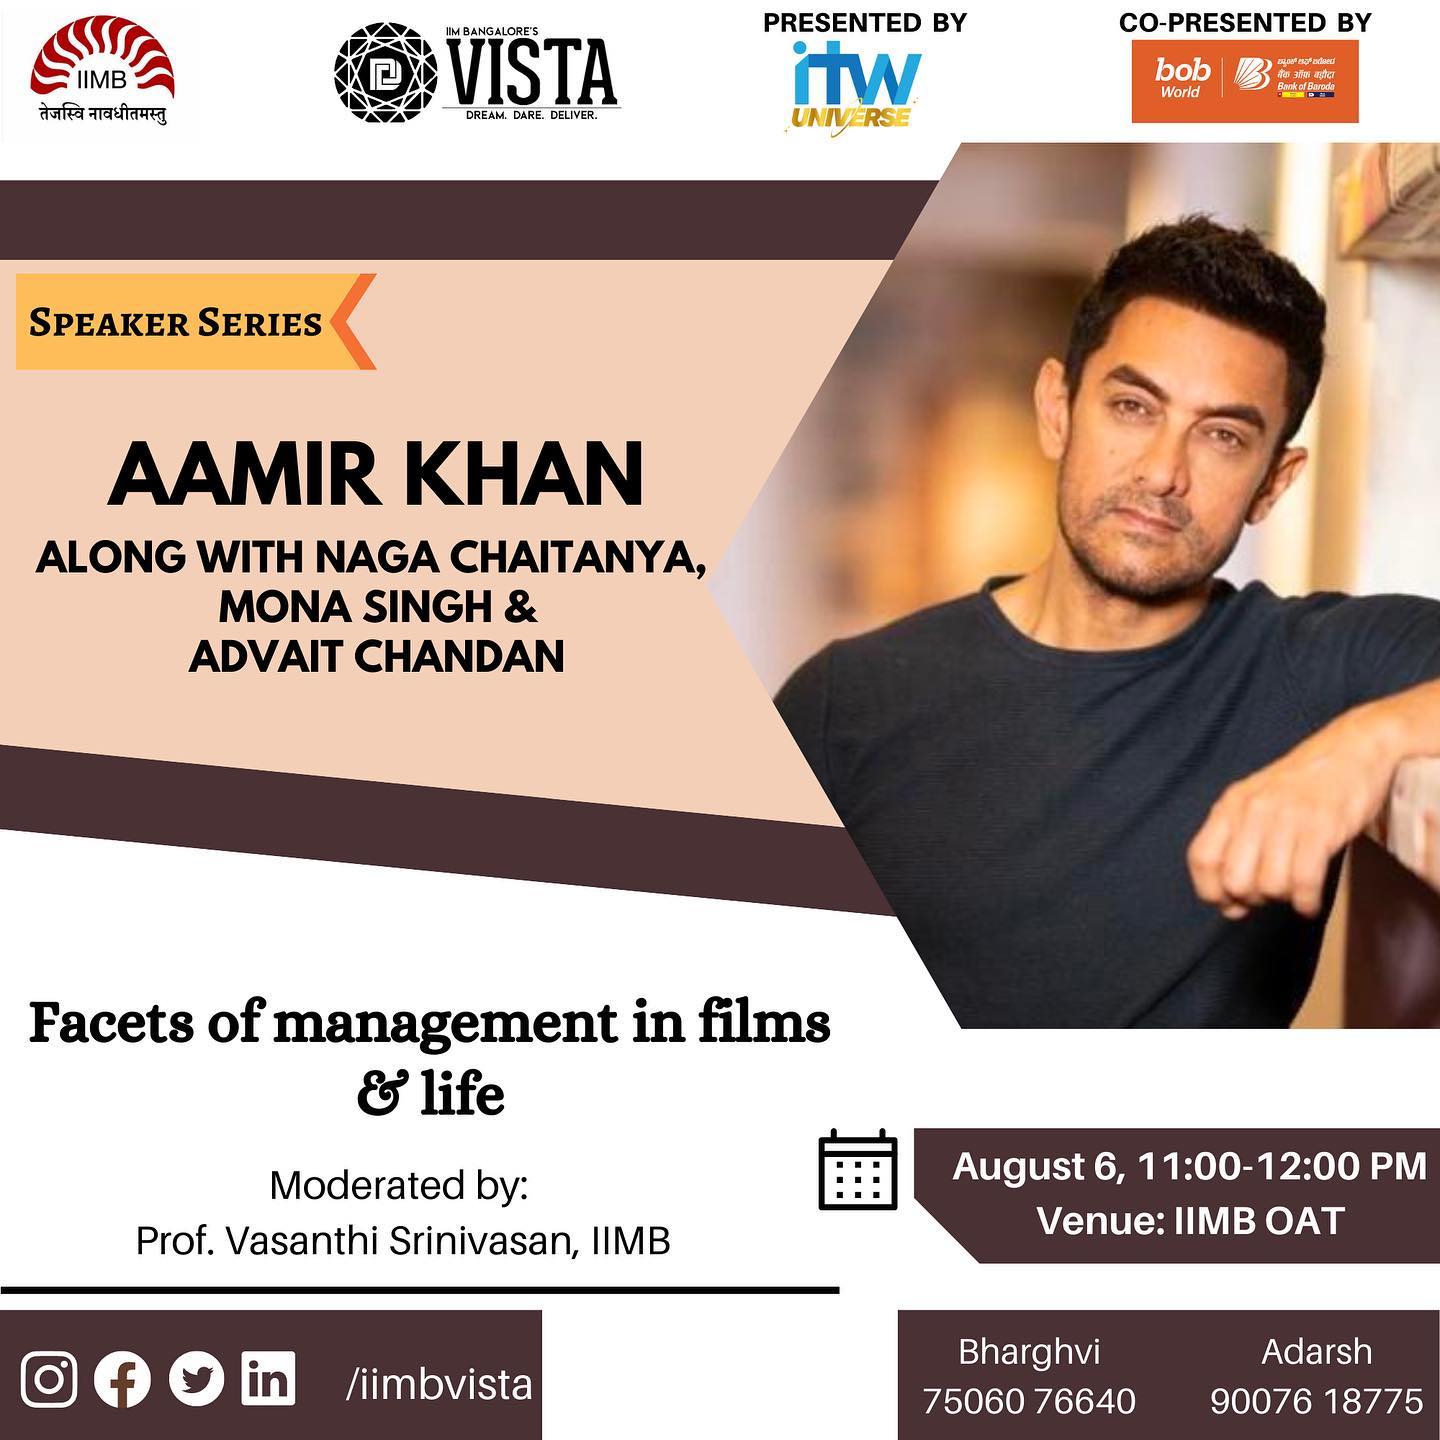 IIMB
तेजस्वि नावधीतमस्तु
IIM BANGALORE'S
VISTA
DREAM. DARE. DELIVER.
PRESENTED BY
itw
UNIVERSE
CO-PRESENTED BY
bob
World
बैंक ऑफ़ बड़ौदा
Bank of Baroda
SPEAKER SERIES
AAMIR KHAN
ALONG WITH NAGA CHAITANYA,
MONA SINGH &
ADVAIT CHANDAN
Facets of management in films
& life
Moderated by:
Prof. Vasanthi Srinivasan, IIMB
August 6, 11:00-12:00 PM
Venue: IIMB OAT
/iimbvista
Bharghvi
75060 76640
Adarsh
90076 18775